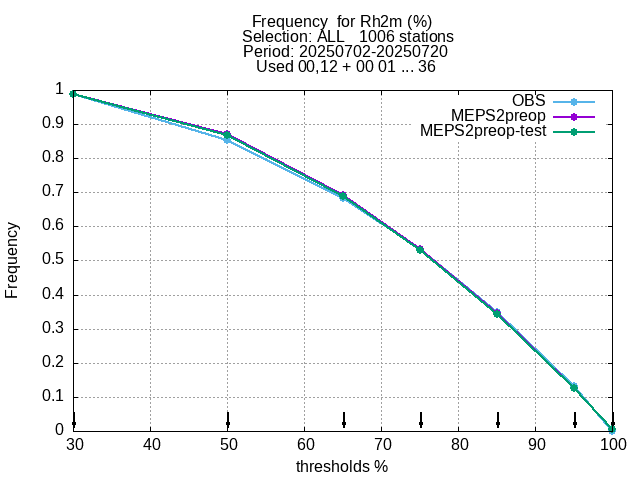 Frequency  for Rh2m (%)
Selection: ALL   1006 stations
Period: 20250702-20250720
Used 00,12 + 00 01 ... 36
OBS
MEPS2preop
MEPS2preop-test
Frequency
1
0.9
0.8
0.7
0.6
0.5
0.4
0.3
0.2
0.1
0
30 40 50 60 70 80 90 100
thresholds %